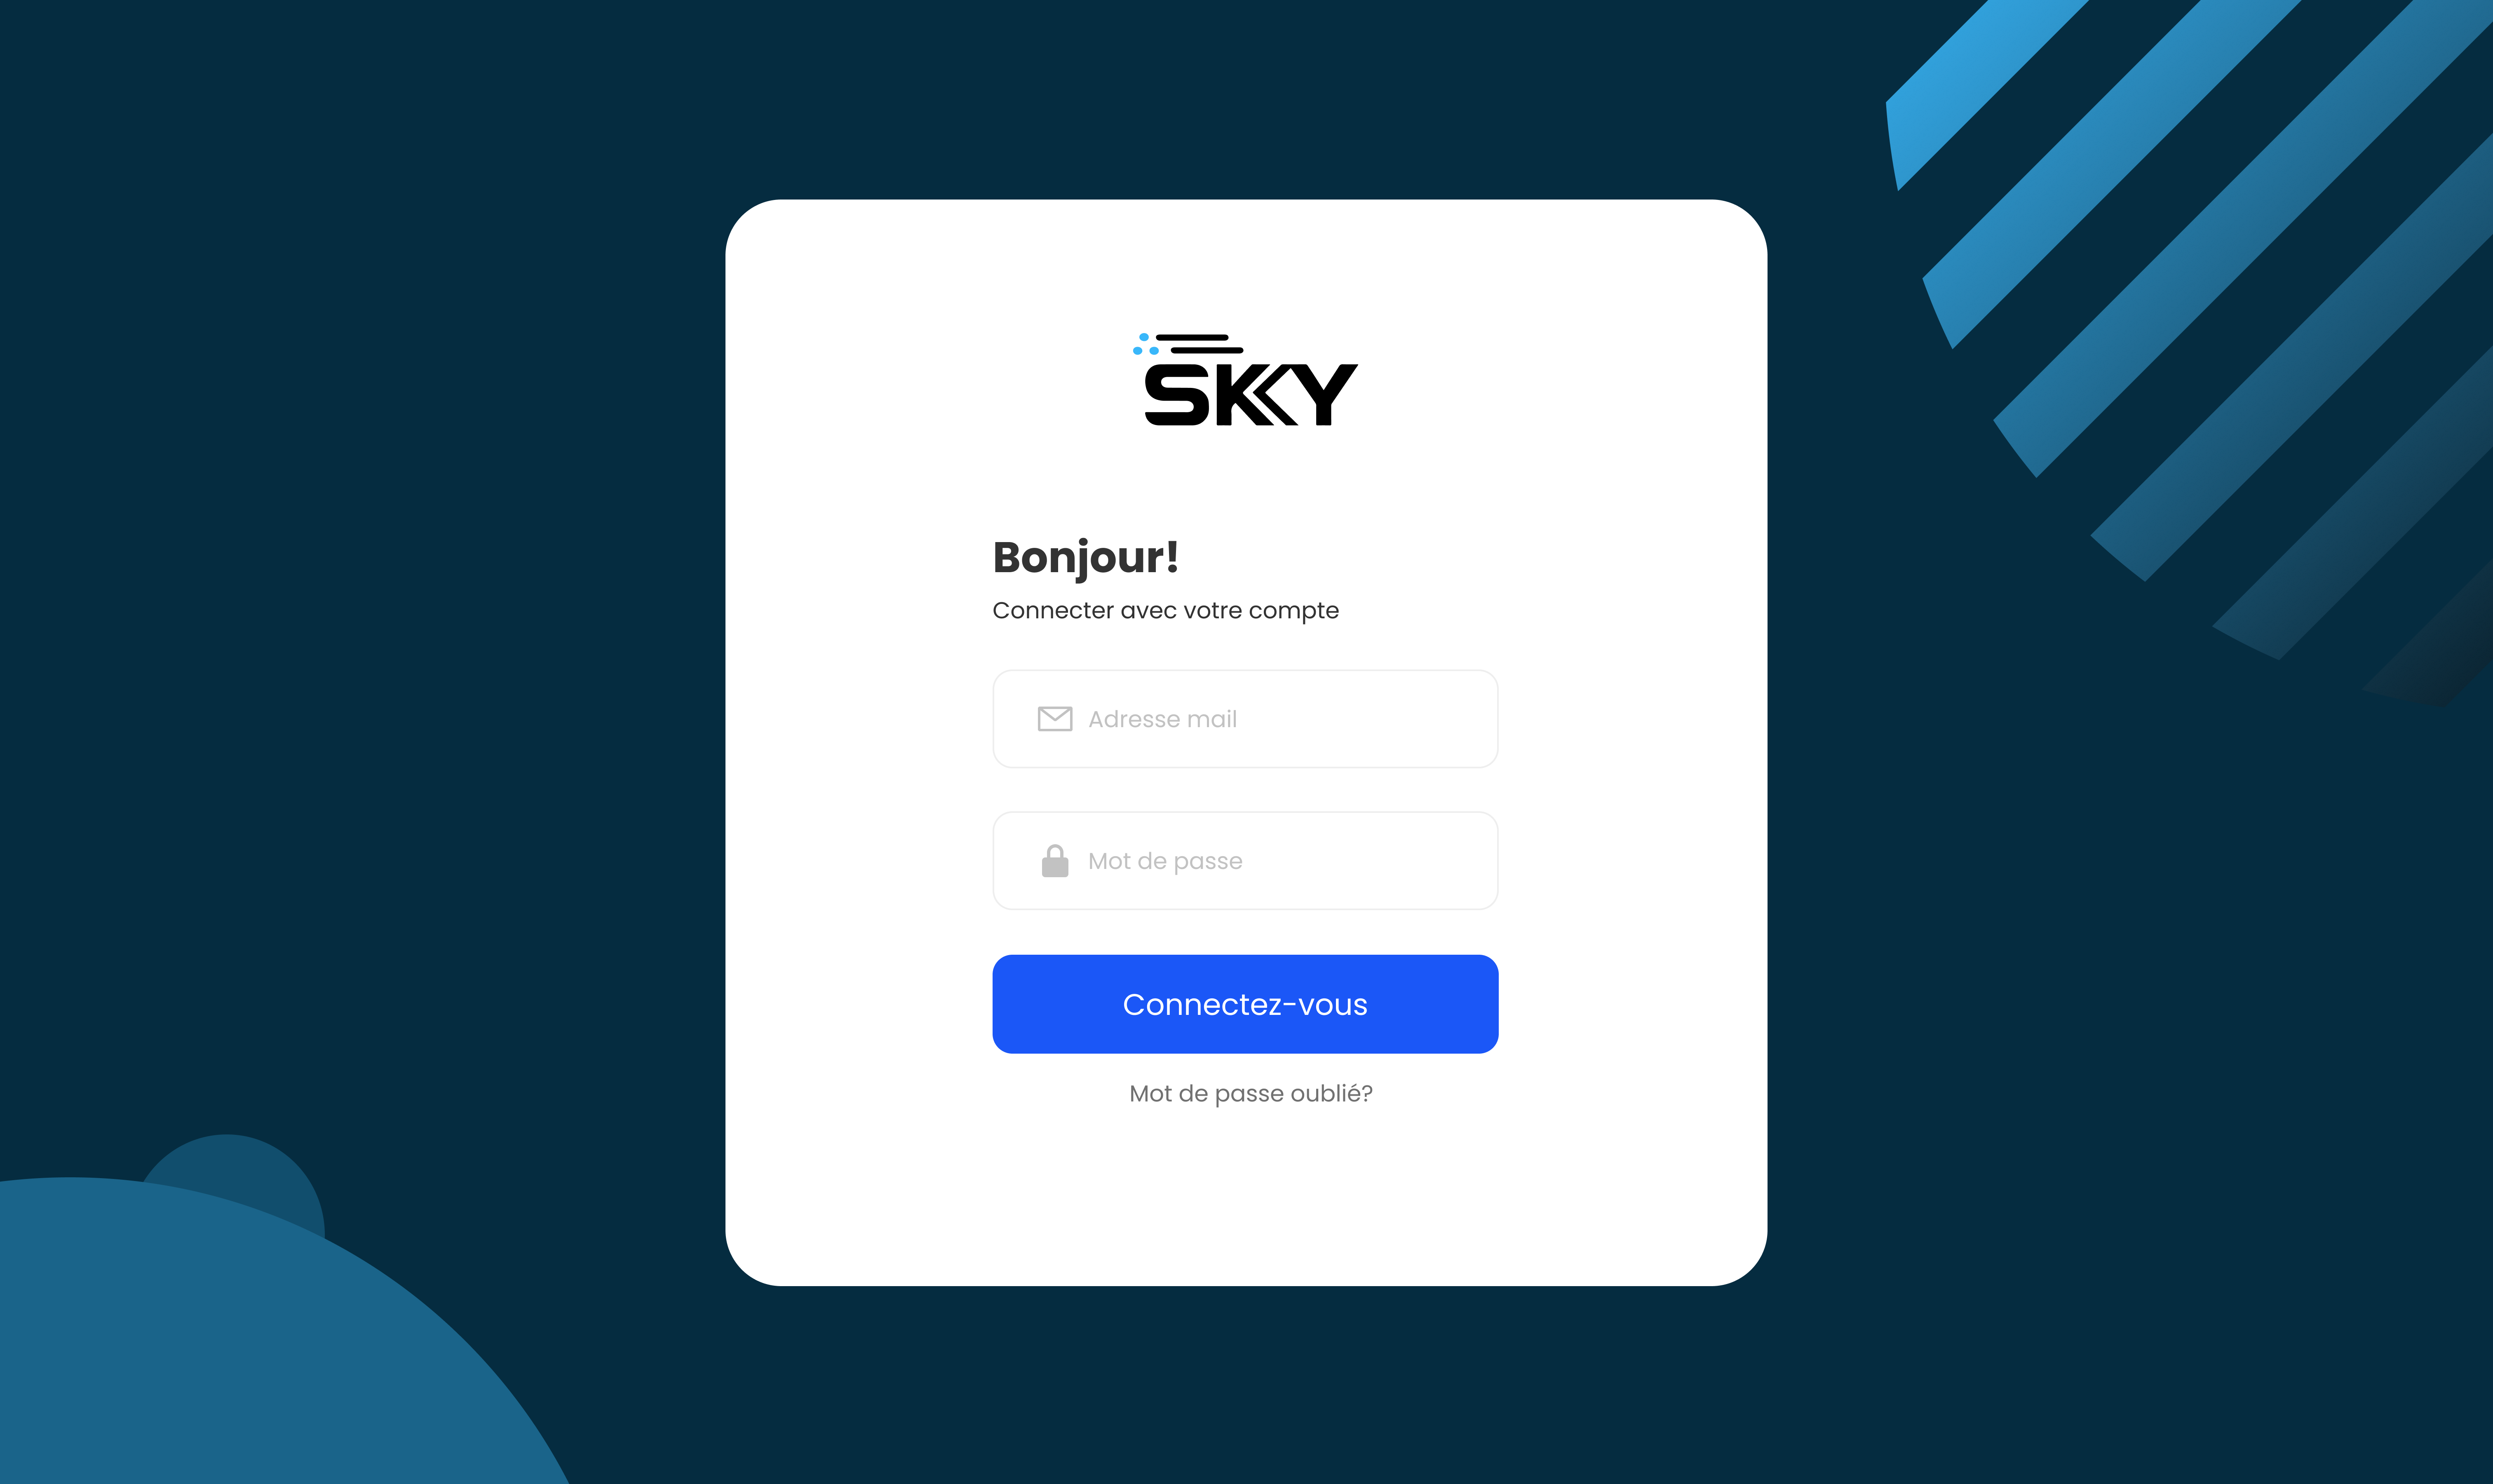 SKY
Bonjour!
Connecter avec votre compte
Adresse mail
Mot de passe
Connectez-vous
Mot de passe oublié?